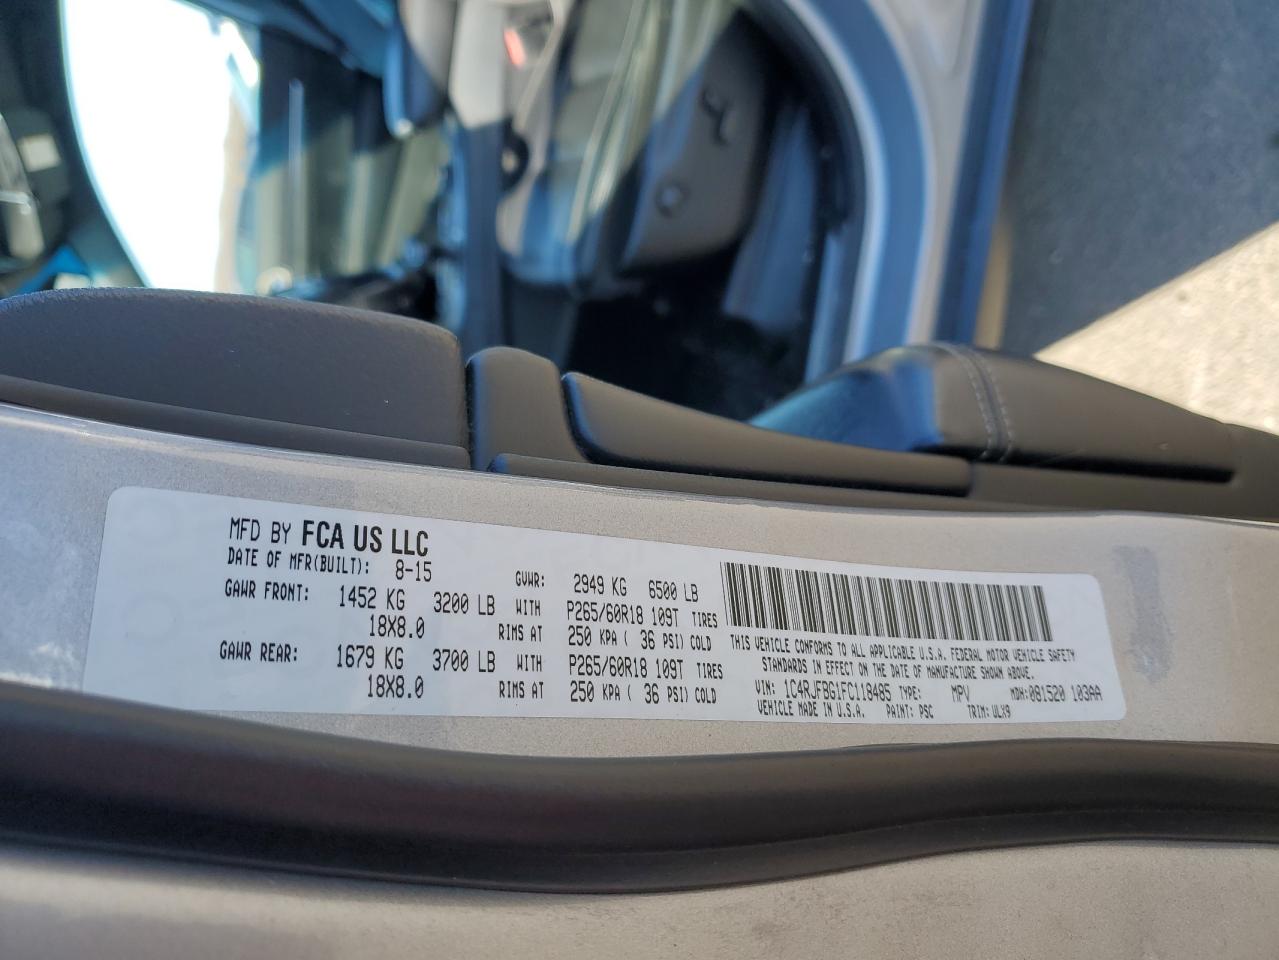 MFD BY FCA US LLC
DATE OF MFR(BUILT): 8-15 GVWR: 2949 KG 6500 LB
GAWR FRONT: 1452 KG 3200 LB WITH P265/60R18 109T TIRES
18X8.0 RIMS AT 250 KPA ( 36 PSI) COLD
GAWR REAR: 1679 KG 3700 LB WITH P265/60R18 109T TIRES
18X8.0 RIMS AT 250 KPA ( 36 PSI) COLD
THIS VEHICLE CONFORMS TO ALL APPLICABLE U.S.A. FEDERAL MOTOR VEHICLE SAFETY
STANDARDS IN EFFECT ON THE DATE OF MANUFACTURE SHOWN ABOVE.
VIN: 1C4RJFBG1FC118485 TYPE: MPV MDH: 081520 103AA
VEHICLE MADE IN U.S.A. PAINT: PSC TRIM: ULX9